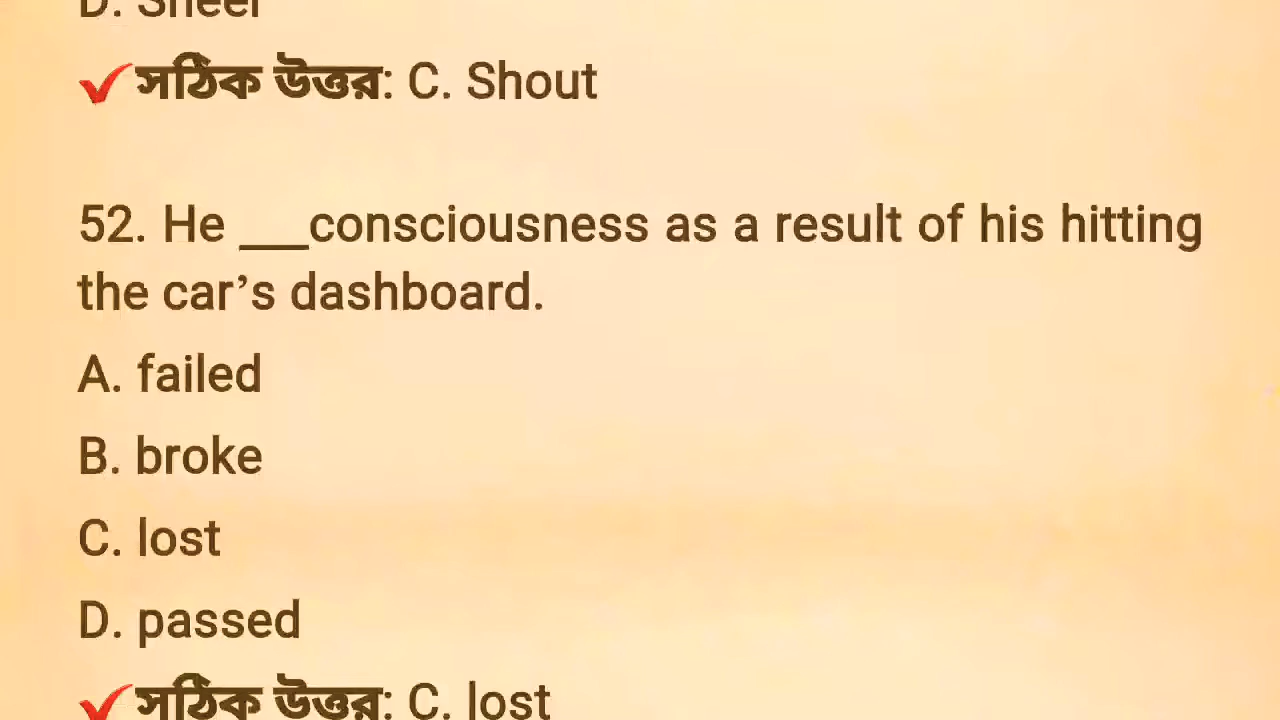 D. Sneer
✓সঠিক উত্তর: C. Shout
52. He ___consciousness as a result of his hitting
the car’s dashboard.
A. failed
B. broke
C. lost
D. passed
✓সঠিক উত্তর: C. lost